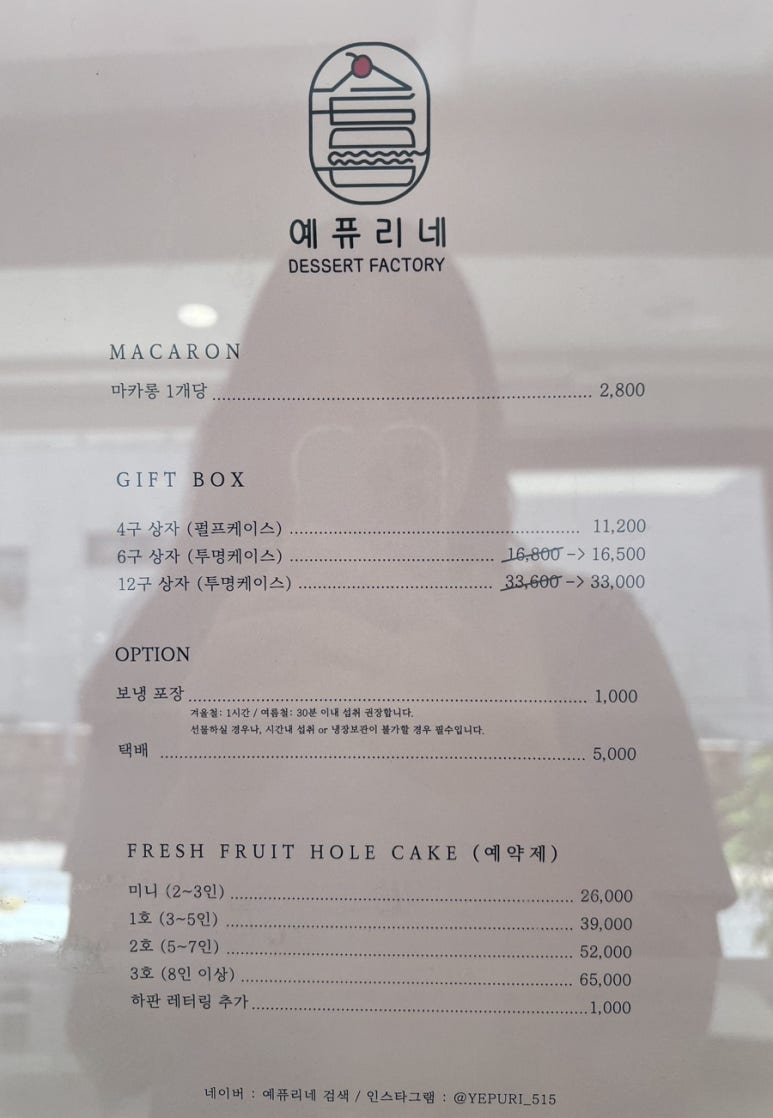 예퓨리네
DESSERT FACTORY
MACARON
마카롱 1개당 2,800
GIFT BOX
4구 상자 (펄프케이스) 11,200
6구 상자 (투명케이스) 16,800 -> 16,500
12구 상자 (투명케이스) 33,600 -> 33,000
OPTION
보냉 포장 1,000
겨울철: 1시간 / 여름철: 30분 이내 섭취 권장합니다.
선물하실 경우나, 시간내 섭취 or 냉장보관이 불가할 경우 필수입니다.
택배 5,000
FRESH FRUIT HOLE CAKE (예약제)
미니 (2~3인) 26,000
1호 (3~5인) 39,000
2호 (5~7인) 52,000
3호 (8인 이상) 65,000
하판 레터링 추가 1,000
네이버 : 예퓨리네 검색 / 인스타그램 : @YEPURI_515